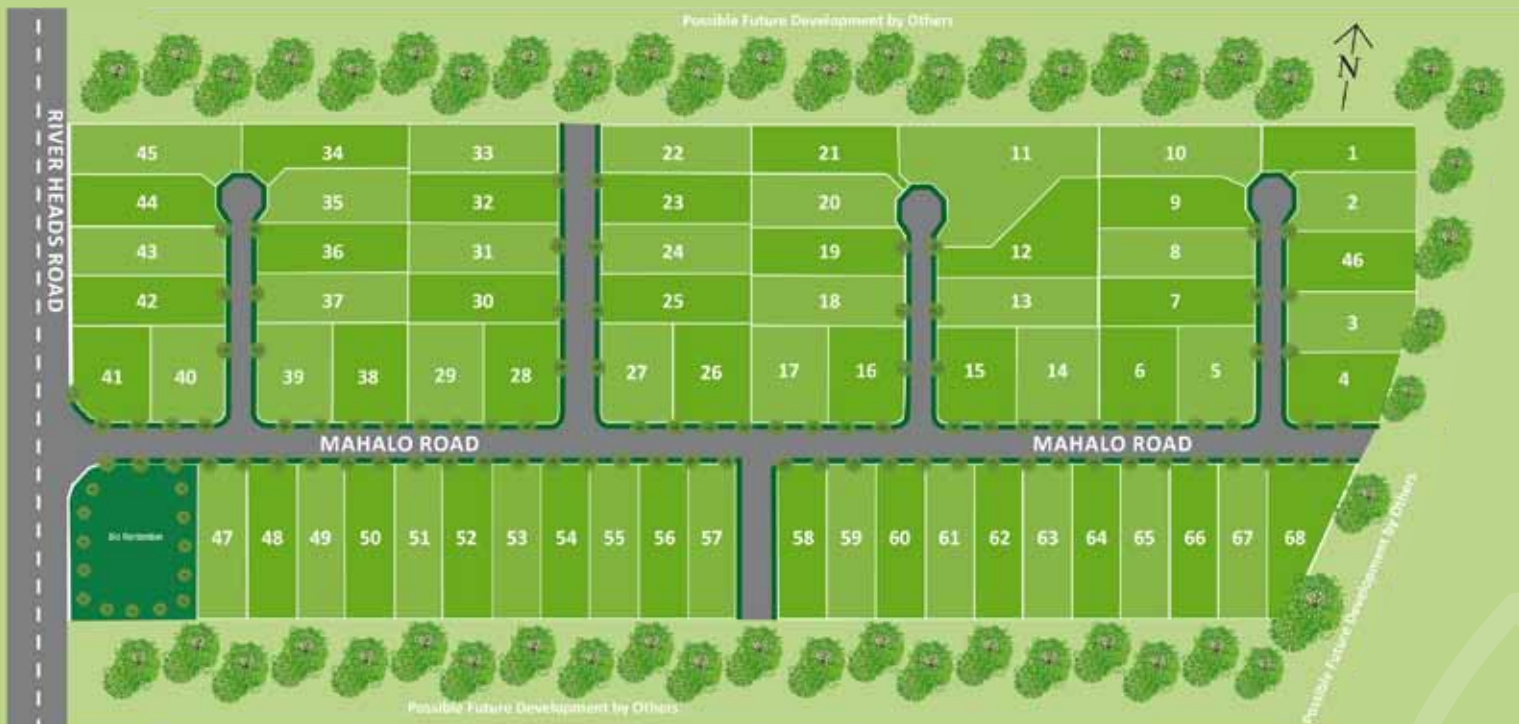 Possible Future Development by Others
N
RIVER HEADS ROAD
45 34 33 22 21 11 10 1
44 35 32 23 20 9 2
43 36 31 24 19 12 8 46
42 37 30 25 18 13 7 3
41 40 39 38 29 28 27 26 17 16 15 14 6 5 4
MAHALO ROAD MAHALO ROAD
Bio Retention 47 48 49 50 51 52 53 54 55 56 57 58 59 60 61 62 63 64 65 66 67 68
Possible Future Development by Others
Possible Future Development by Others